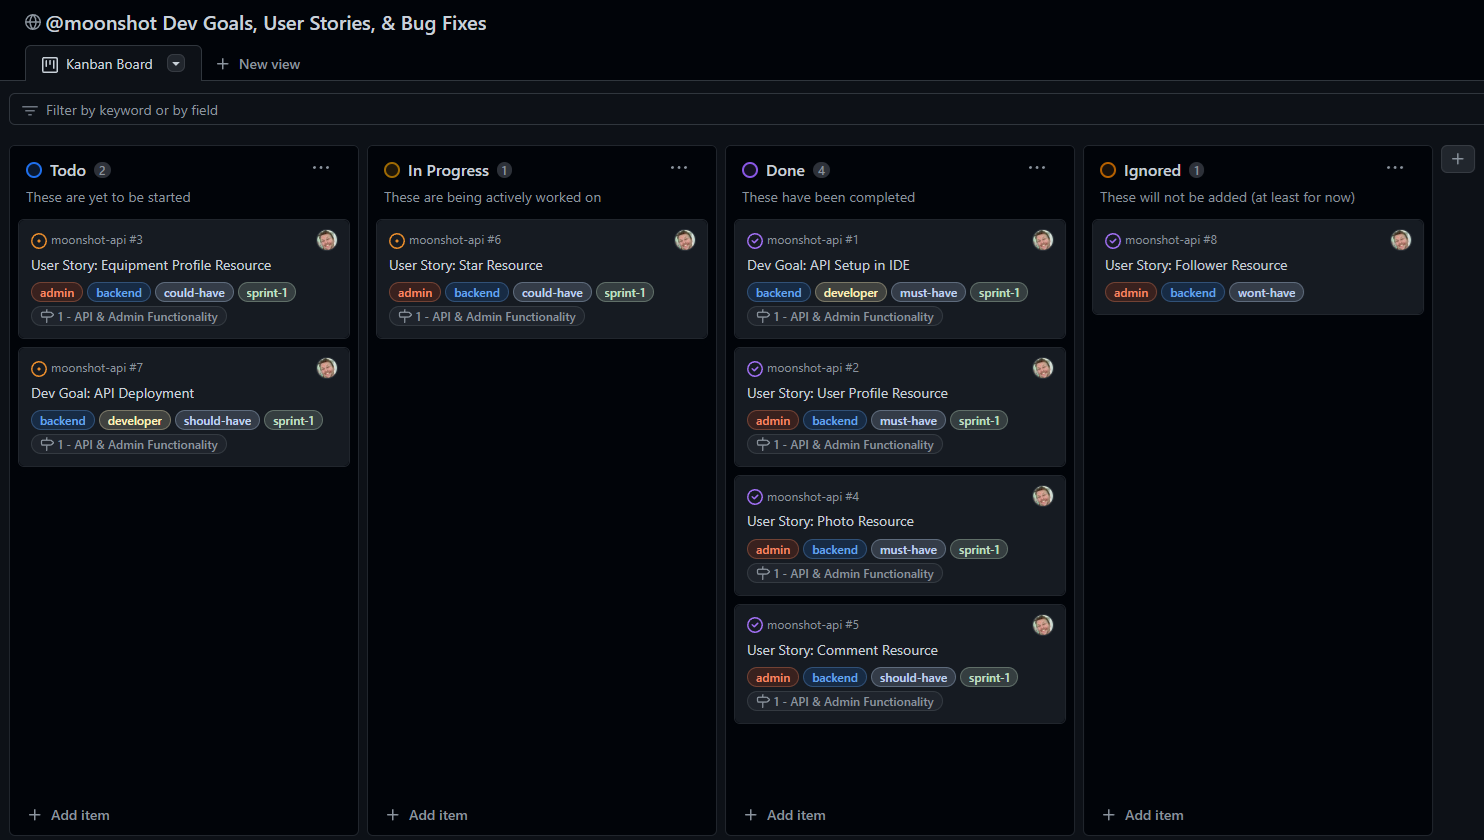 @moonshot Dev Goals, User Stories, & Bug Fixes
Kanban Board
New view
Filter by keyword or by field
Todo 2
These are yet to be started
moonshot-api #3
User Story: Equipment Profile Resource
admin backend could-have sprint-1
1 - API & Admin Functionality
moonshot-api #7
Dev Goal: API Deployment
backend developer should-have sprint-1
1 - API & Admin Functionality
Add item
In Progress 1
These are being actively worked on
moonshot-api #6
User Story: Star Resource
admin backend could-have sprint-1
1 - API & Admin Functionality
Add item
Done 4
These have been completed
moonshot-api #1
Dev Goal: API Setup in IDE
backend developer must-have sprint-1
1 - API & Admin Functionality
moonshot-api #2
User Story: User Profile Resource
admin backend must-have sprint-1
1 - API & Admin Functionality
moonshot-api #4
User Story: Photo Resource
admin backend must-have sprint-1
1 - API & Admin Functionality
moonshot-api #5
User Story: Comment Resource
admin backend should-have sprint-1
1 - API & Admin Functionality
Add item
Ignored 1
These will not be added (at least for now)
moonshot-api #8
User Story: Follower Resource
admin backend wont-have
Add item